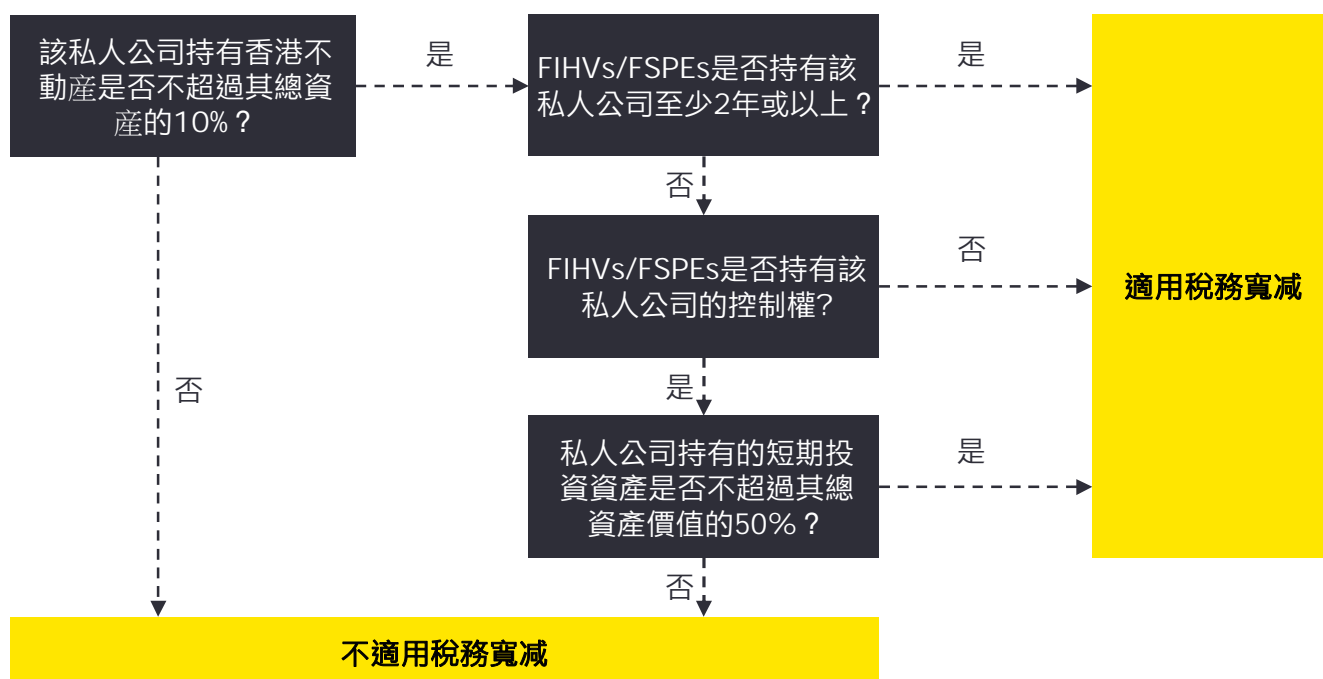 該私人公司持有香港不
動産是否不超過其總資
産的10%？
是
FIHVs/FSPEs是否持有該
私人公司至少2年或以上？
是
否
FIHVs/FSPEs是否持有該
私人公司的控制權?
否
適用稅務寬減
是
否
私人公司持有的短期投
資資產是否不超過其總
資產價值的50%？
是
否
不適用稅務寬減